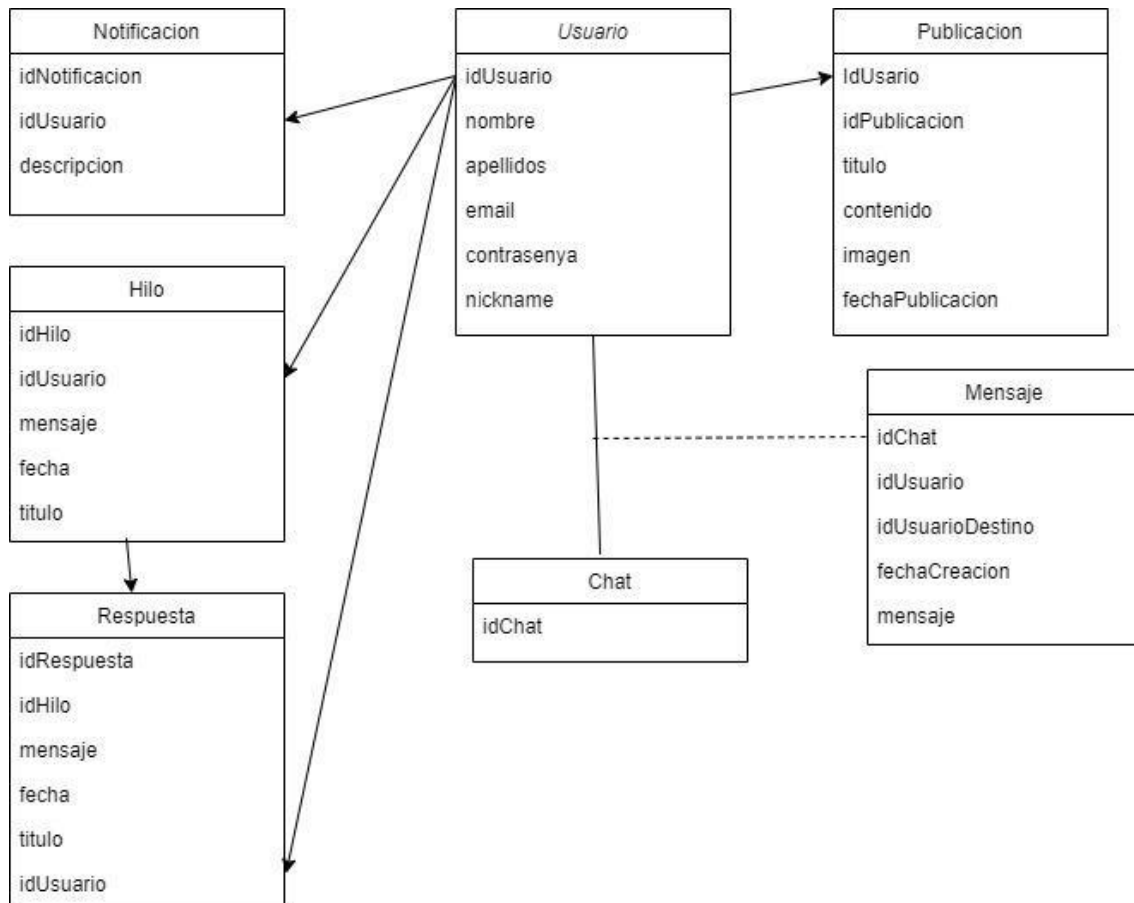 Notificacion
idNotificacion
idUsuario
descripcion
Usuario
idUsuario
nombre
apellidos
email
contrasenya
nickname
Publicacion
IdUsario
idPublicacion
titulo
contenido
imagen
fechaPublicacion
Hilo
idHilo
idUsuario
mensaje
fecha
titulo
Mensaje
idChat
idUsuario
idUsuarioDestino
fechaCreacion
mensaje
Chat
idChat
Respuesta
idRespuesta
idHilo
mensaje
fecha
titulo
idUsuario